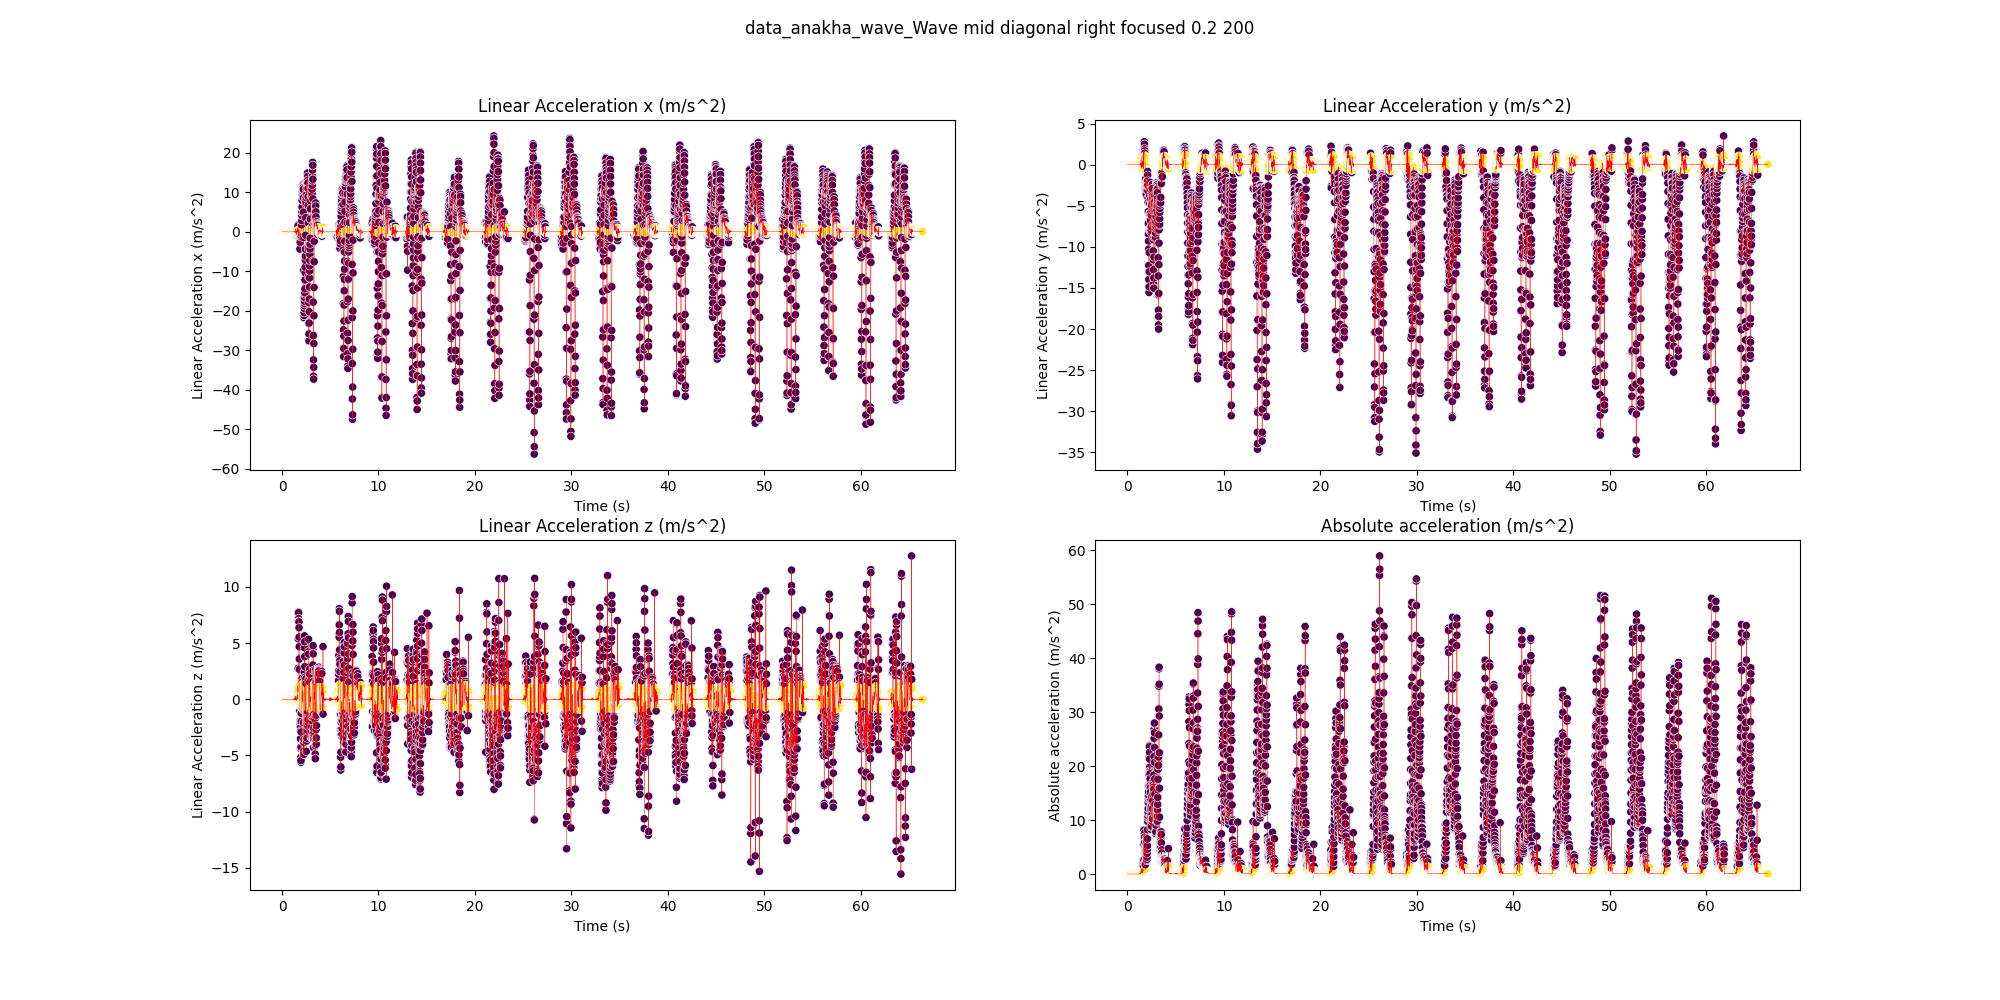 data_anakha_wave_Wave mid diagonal right focused 0.2 200
Linear Acceleration x (m/s^2)
Linear Acceleration x (m/s^2)
20
10
0
−10
−20
−30
−40
−50
−60
0 10 20 30 40 50 60
Time (s)
Linear Acceleration y (m/s^2)
Linear Acceleration y (m/s^2)
5
0
−5
−10
−15
−20
−25
−30
−35
0 10 20 30 40 50 60
Time (s)
Linear Acceleration z (m/s^2)
Linear Acceleration z (m/s^2)
10
5
0
−5
−10
−15
0 10 20 30 40 50 60
Time (s)
Absolute acceleration (m/s^2)
Absolute acceleration (m/s^2)
60
50
40
30
20
10
0
0 10 20 30 40 50 60
Time (s)